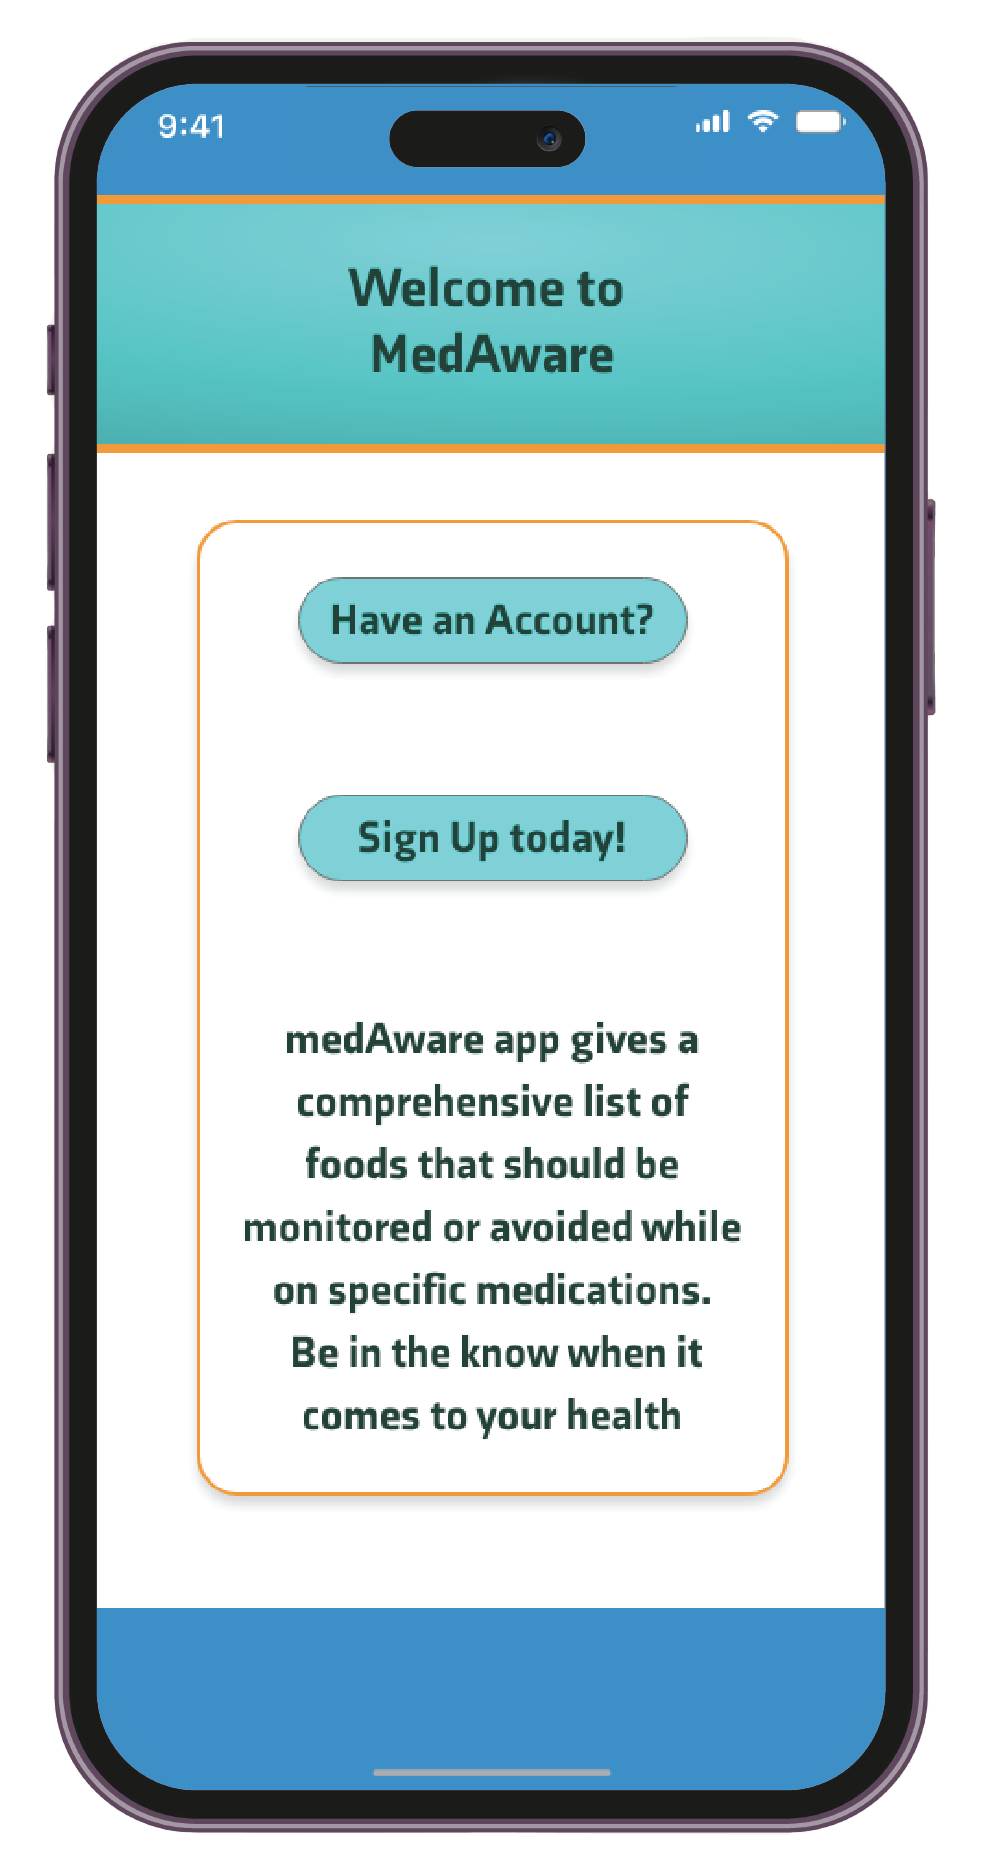 9:41
Welcome to
MedAware
Have an Account?
Sign Up today!
medAware app gives a
comprehensive list of
foods that should be
monitored or avoided while
on specific medications.
Be in the know when it
comes to your health